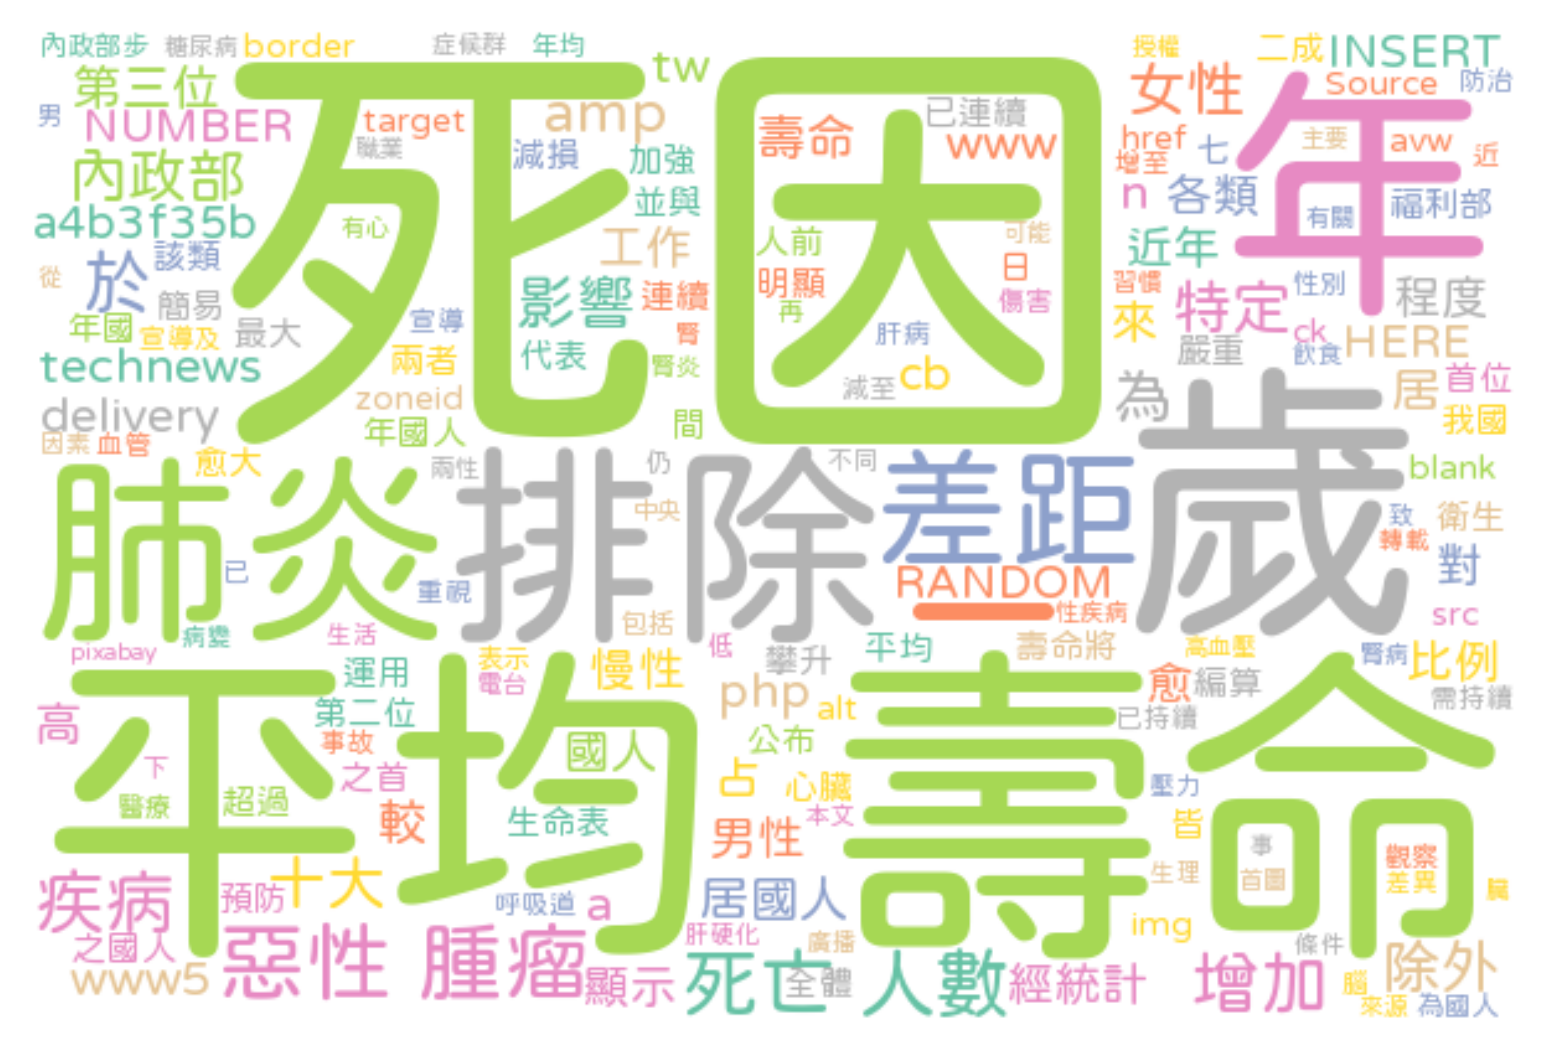 內政部步 糖尿病 border 症候群 年均 tw 授權 二成 INSERT
第三位 死因 年 女性 Source 防治
男 NUMBER target amp 壽命 已連續 www href 主要 avw 近
職業 減損 加強 增至 七
內政部 並與 n 各類 有關 福利部
a4b3f35b 有心 工作 人前 可能 近年
於 該類 明顯 日 習慣 性別
從 簡易 影響 連續 再 傷害 特定 程度
年國 宣導及 最大 宣導 腎 肝病 來 ck HERE
technews 兩者 代表 腎炎 減至 cb 嚴重 飲食
delivery zoneid 為 歲 居 首位
因素 血管 年國人 間 我國
愈大 兩性 仍 不同 差距 blank
肺炎 排除 中央 致 衛生
已 重視 RANDOM 轉載 對
病變 生活 包括 一 性疾病 src
pixabay 表示 低 攀升 平均 壽命將 高血壓 腎病 比例
平均壽命 運用 電台 慢性 php alt 愈 編算 需持續
高 第二位 已持續
下 事故 國人 公布
之首 占 心臟 壓力
醫療 超過 較 生命表 男性 本文 皆 事 觀察
疾病 預防 十大 生理 首圖 差異 臟
呼吸道 a 居國人 img
之國人 惡性 腫瘤 肝硬化 廣播 條件 除外
www5 顯示 死亡人數 全體 經統計 增加 腦 來源 為國人